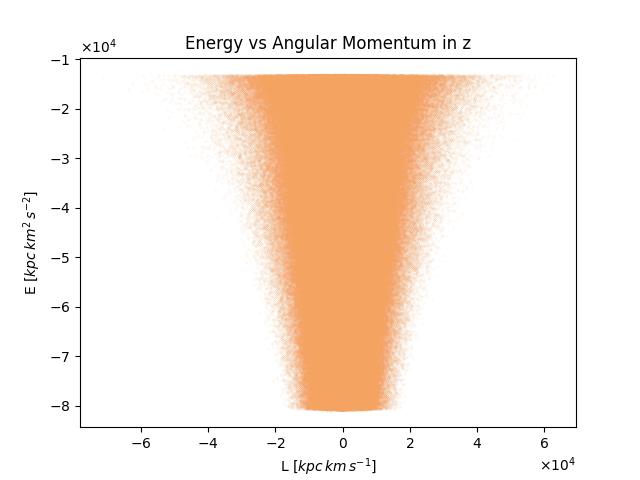 Energy vs Angular Momentum in z
×10⁴
−1
−2
−3
−4
−5
−6
−7
−8
E [kpc km² s⁻²]
−6 −4 −2 0 2 4 6
L [kpc km s⁻¹]
×10⁴